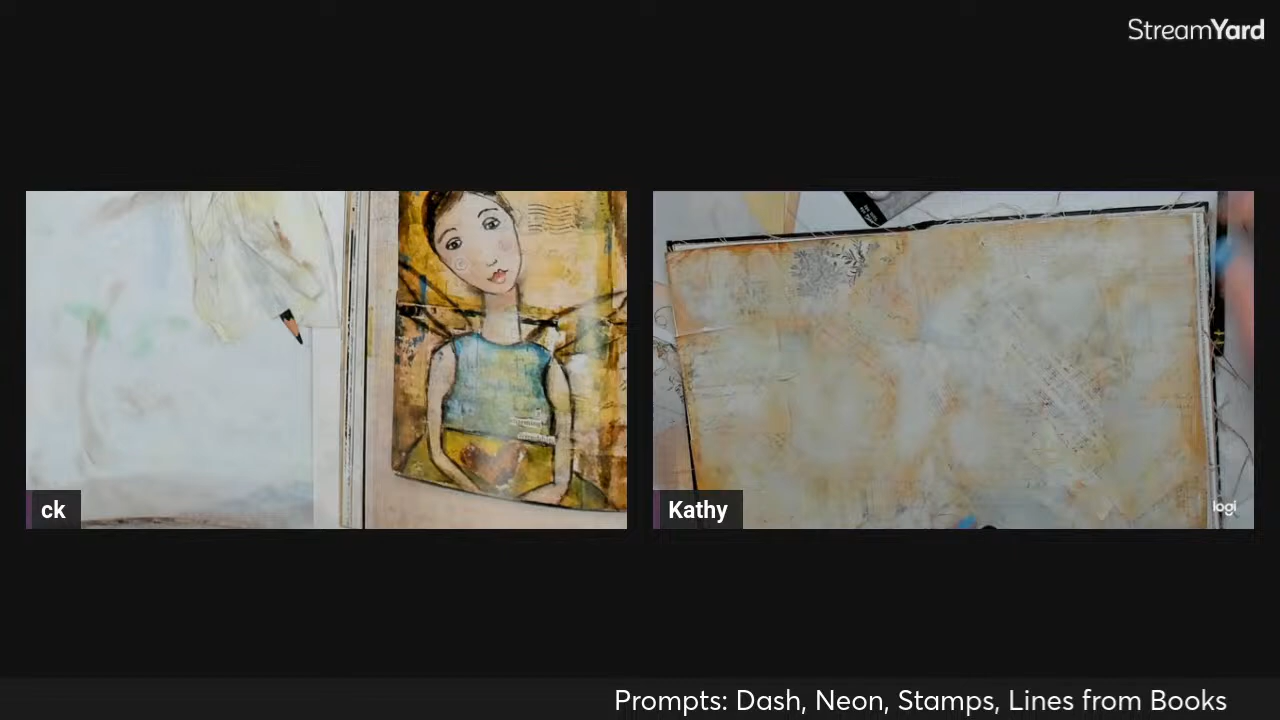 StreamYard
ck
Kathy
logi
Prompts: Dash, Neon, Stamps, Lines from Books